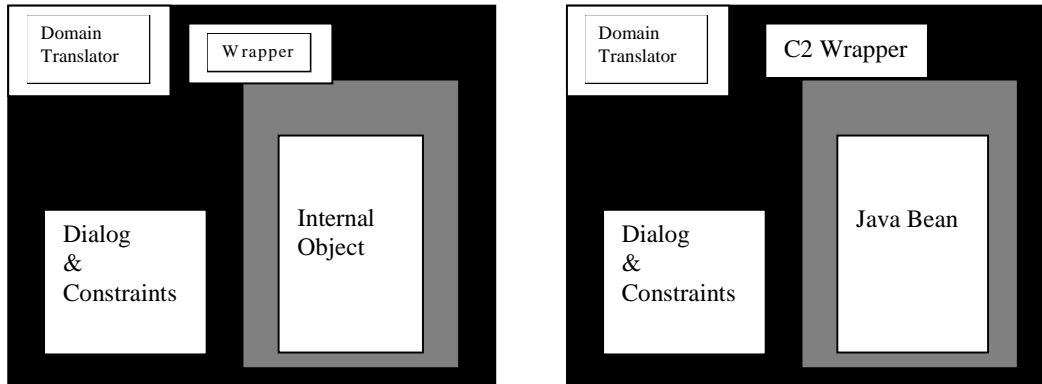 Domain
Translator
Wrapper
Dialog
&
Constraints
Internal
Object
Domain
Translator
C2 Wrapper
Dialog
&
Constraints
Java Bean